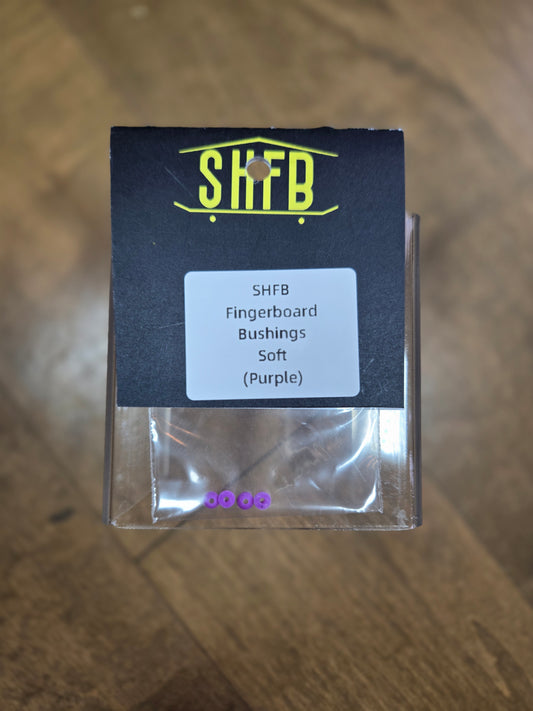 SHFB
SHFB
Fingerboard
Bushings
Soft
(Purple)